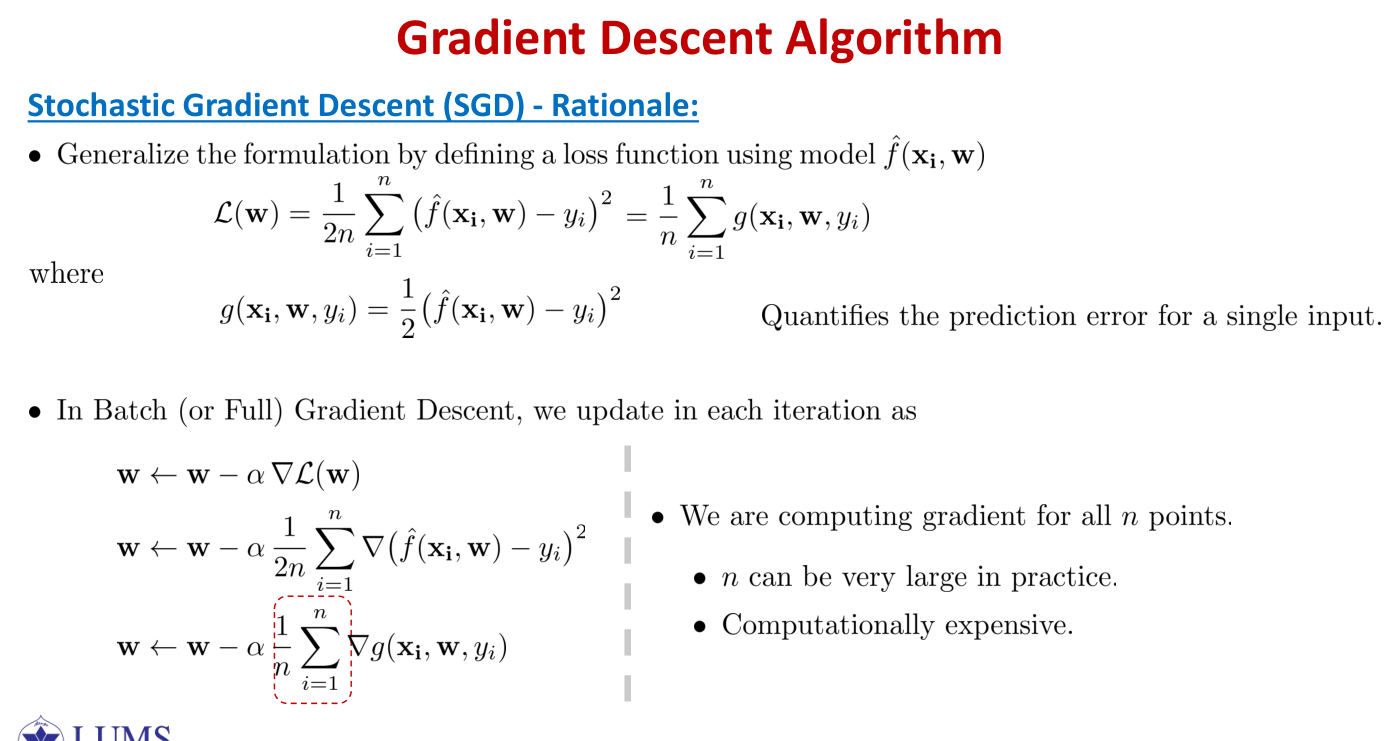 Gradient Descent Algorithm
Stochastic Gradient Descent (SGD) - Rationale:
• Generalize the formulation by defining a loss function using model f̂(𝐱ᵢ, 𝐰)
ℒ(𝐰) = 1/2n ∑ᵢ₌₁ⁿ (f̂(𝐱ᵢ, 𝐰) − yᵢ)² = 1/n ∑ᵢ₌₁ⁿ g(𝐱ᵢ, 𝐰, yᵢ)
where
g(𝐱ᵢ, 𝐰, yᵢ) = 1/2 (f̂(𝐱ᵢ, 𝐰) − yᵢ)²
Quantifies the prediction error for a single input.
• In Batch (or Full) Gradient Descent, we update in each iteration as
𝐰 ← 𝐰 − α ∇ℒ(𝐰)
𝐰 ← 𝐰 − α 1/2n ∑ᵢ₌₁ⁿ ∇(f̂(𝐱ᵢ, 𝐰) − yᵢ)²
𝐰 ← 𝐰 − α 1/n ∑ᵢ₌₁ⁿ ∇g(𝐱ᵢ, 𝐰, yᵢ)
• We are computing gradient for all n points.
• n can be very large in practice.
• Computationally expensive.
LUMS